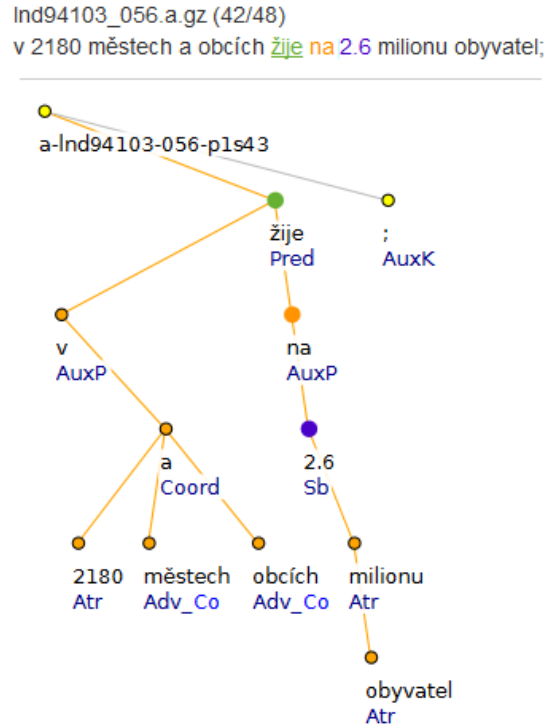 lnd94103_056.a.gz (42/48)
v 2180 městech a obcích žije na 2.6 milionu obyvatel;
a-lnd94103-056-p1s43
žije ;
Pred AuxK
v na
AuxP AuxP
a 2.6
Coord Sb
2180 městech obcích milionu
Atr Adv_Co Adv_Co Atr
obyvatel
Atr